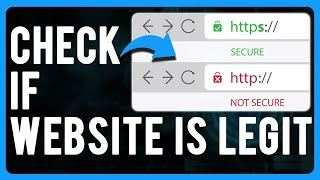 CHECK
IF
WEBSITE IS LEGIT
https://
SECURE
http://
NOT SECURE